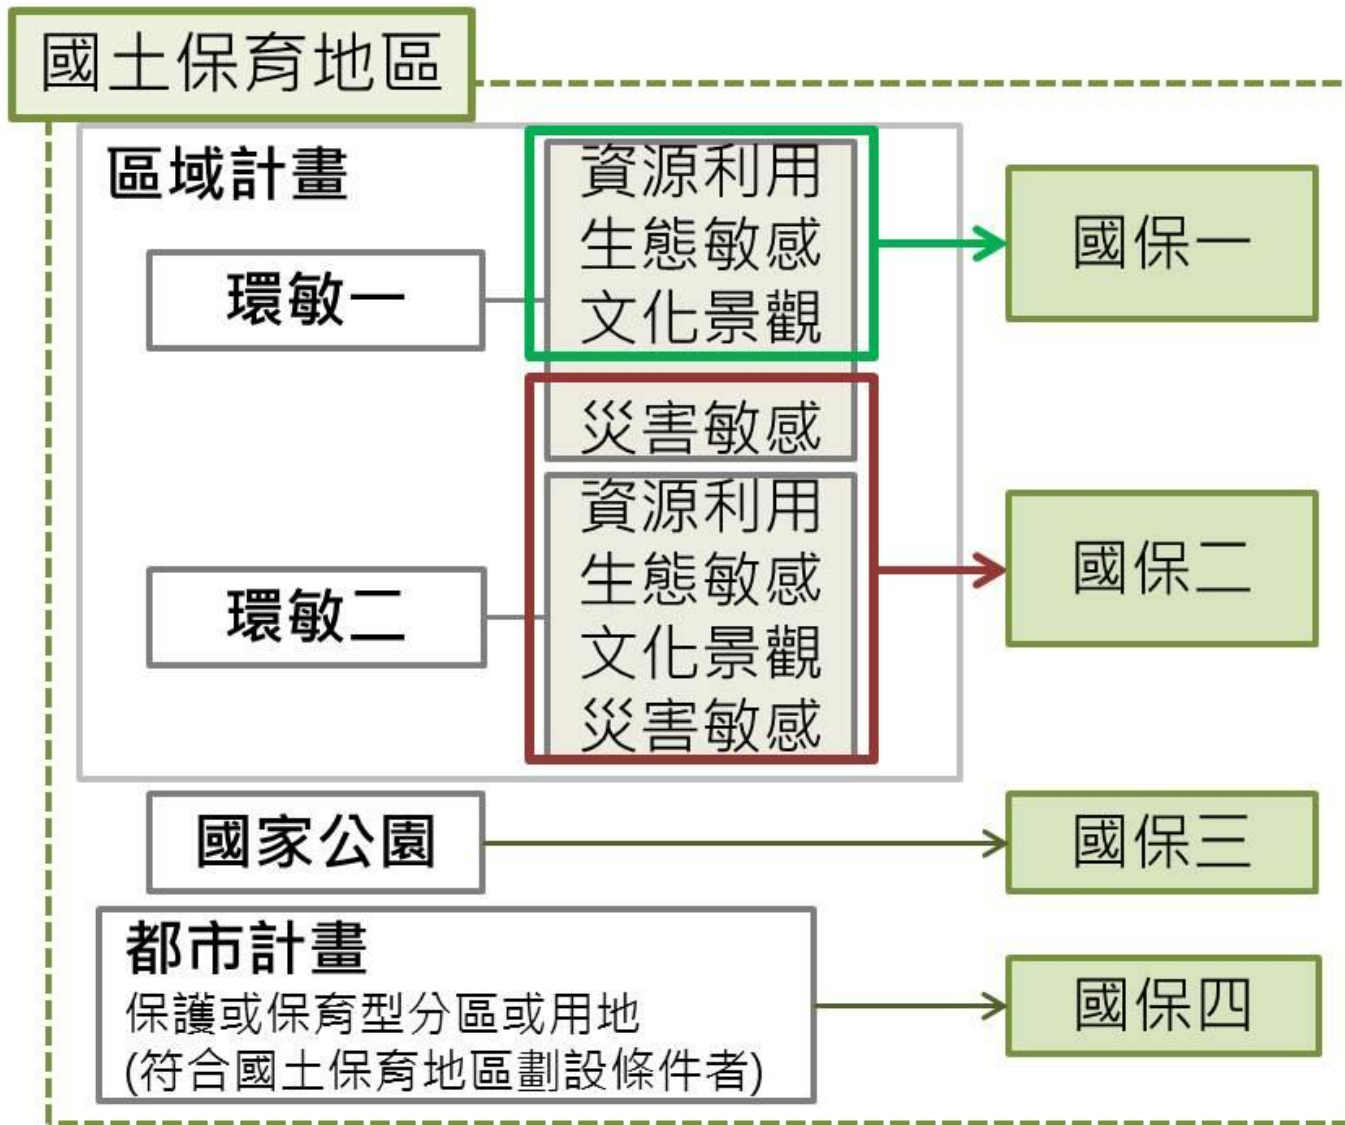 國土保育地區
區域計畫
環敏一
資源利用
生態敏感
文化景觀
災害敏感
國保一
環敏二
資源利用
生態敏感
文化景觀
災害敏感
國保二
國家公園
國保三
都市計畫
保護或保育型分區或用地
(符合國土保育地區劃設條件者)
國保四